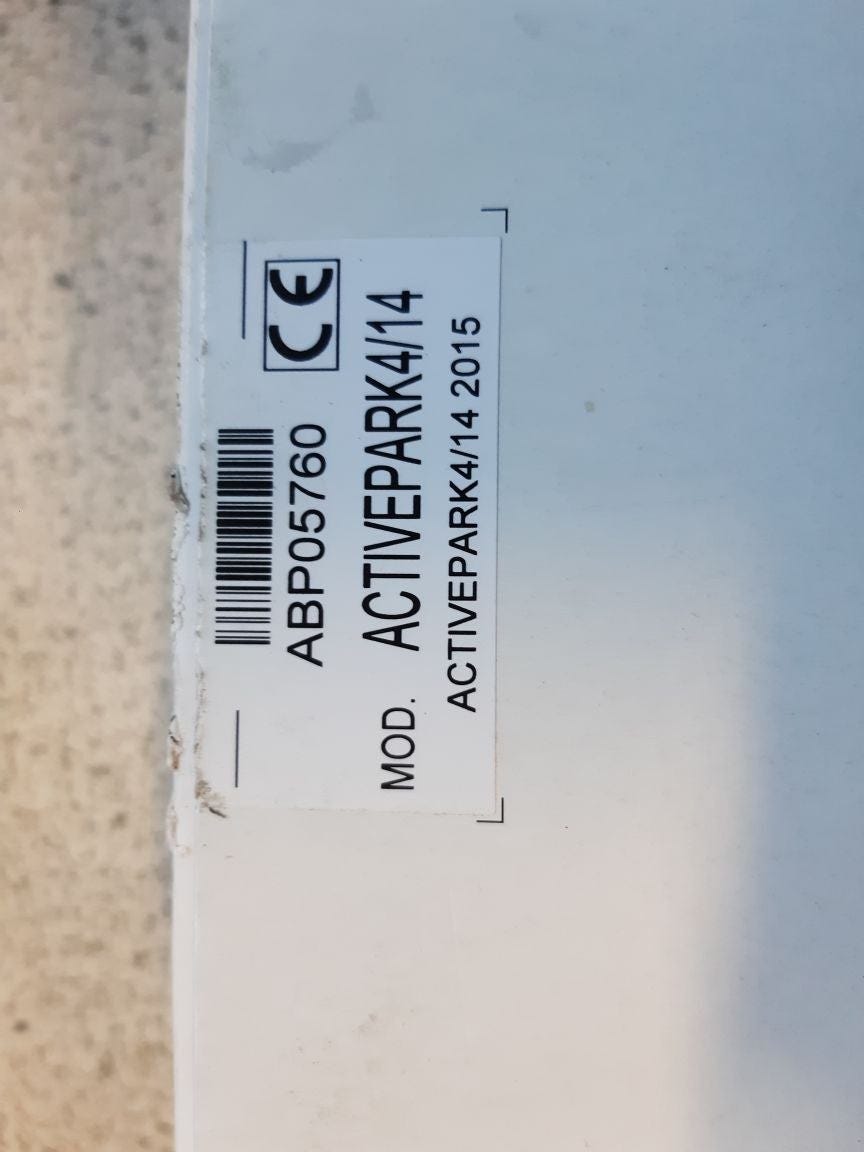 ABP05760 CE
MOD. ACTIVEPARK4/14
ACTIVEPARK4/14 2015